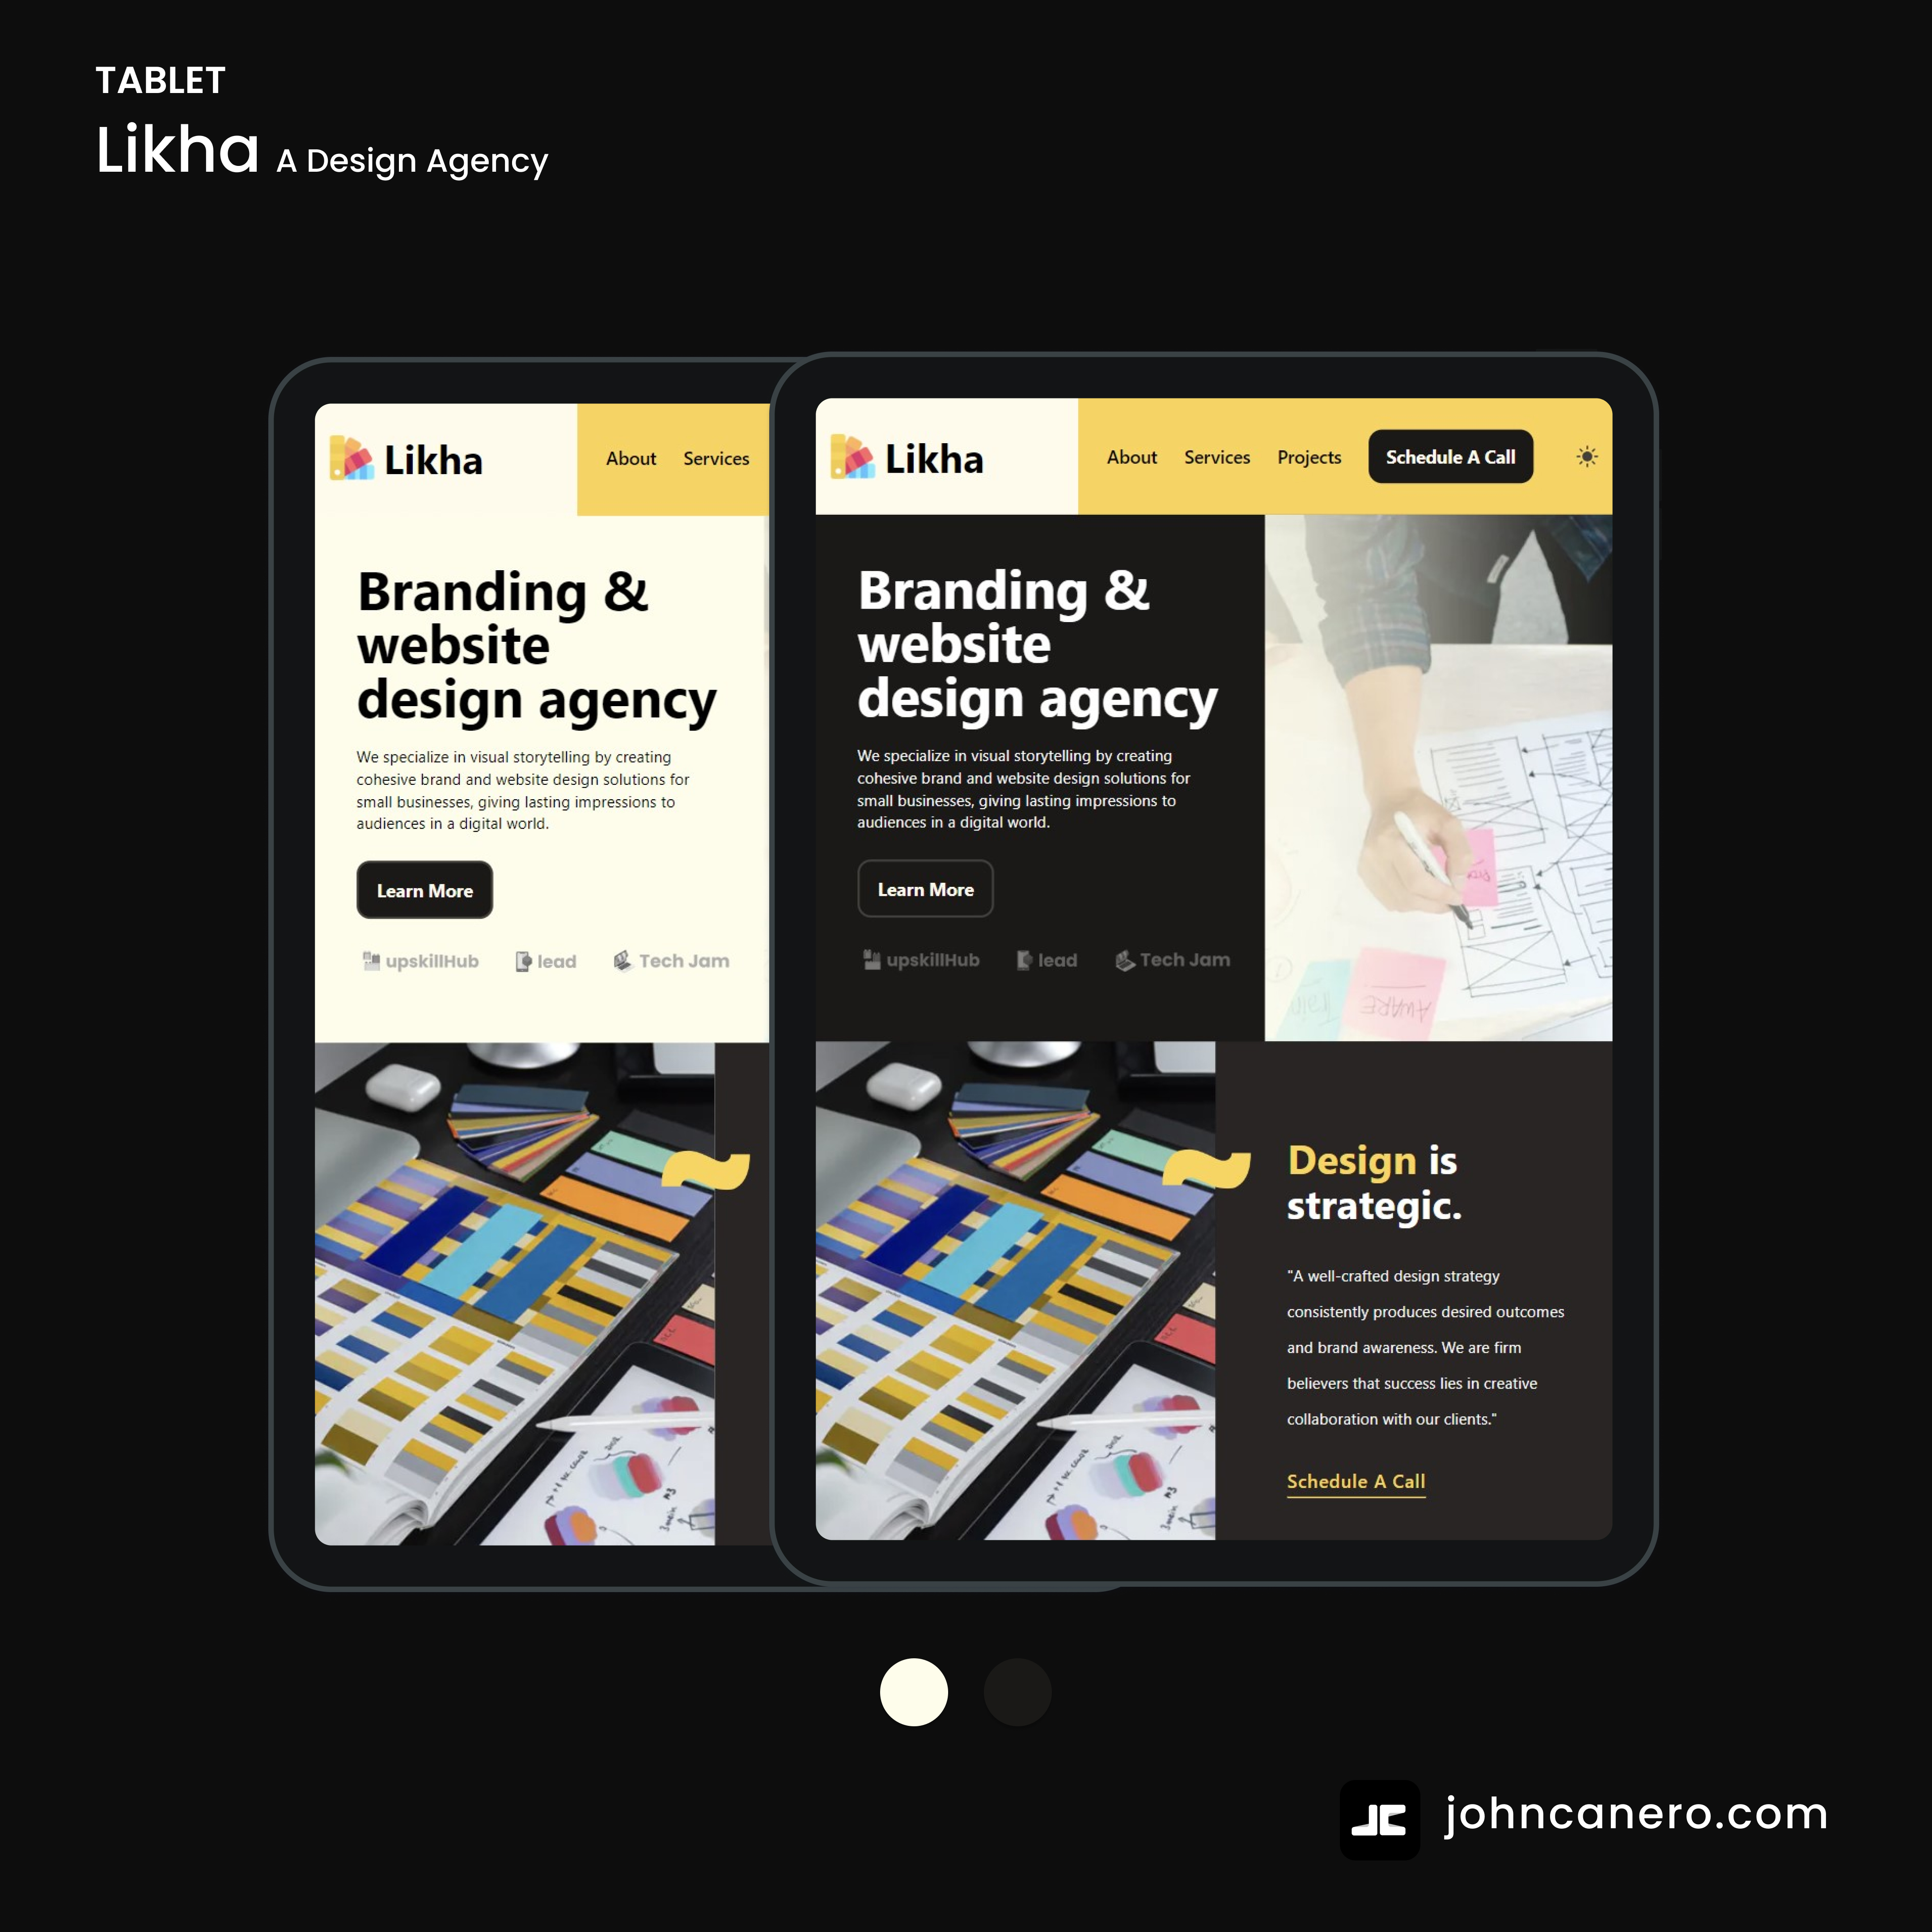 TABLET
Likha A Design Agency
Likha
About Services
Branding &
website
design agency
We specialize in visual storytelling by creating
cohesive brand and website design solutions for
small businesses, giving lasting impressions to
audiences in a digital world.
Learn More
upskillHub lead Tech Jam
Likha
About Services Projects Schedule A Call
Branding &
website
design agency
We specialize in visual storytelling by creating
cohesive brand and website design solutions for
small businesses, giving lasting impressions to
audiences in a digital world.
Learn More
upskillHub lead Tech Jam
AWARE
~
~
Design is
strategic.
"A well-crafted design strategy
consistently produces desired outcomes
and brand awareness. We are firm
believers that success lies in creative
collaboration with our clients."
Schedule A Call
JC johncanero.com